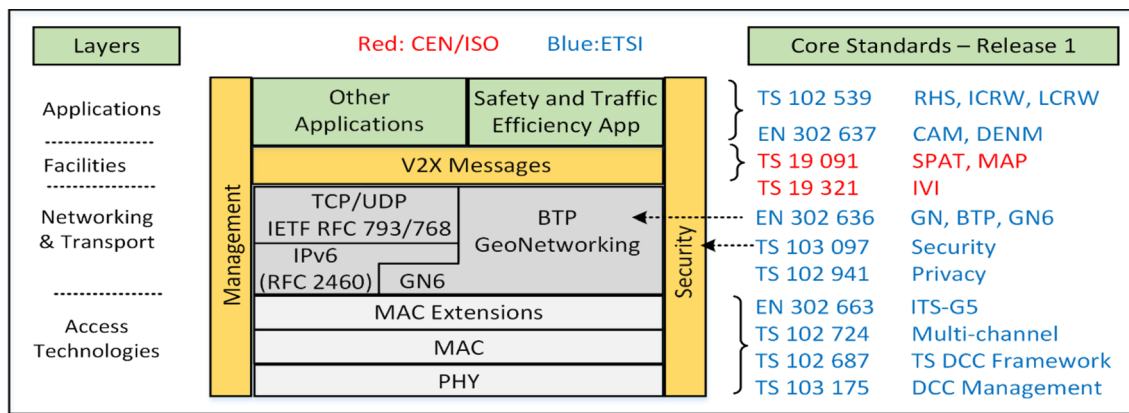 Layers
Red: CEN/ISO
Blue:ETSI
Core Standards – Release 1
Applications
Facilities
Networking
& Transport
Access
Technologies
Management
Other
Applications
Safety and Traffic
Efficiency App
V2X Messages
TCP/UDP
IETF RFC 793/768
IPv6
(RFC 2460)
GN6
BTP
GeoNetworking
MAC Extensions
MAC
PHY
Security
TS 102 539 RHS, ICRW, LCRW
EN 302 637 CAM, DENM
TS 19 091 SPAT, MAP
TS 19 321 IVI
EN 302 636 GN, BTP, GN6
TS 103 097 Security
TS 102 941 Privacy
EN 302 663 ITS-G5
TS 102 724 Multi-channel
TS 102 687 TS DCC Framework
TS 103 175 DCC Management